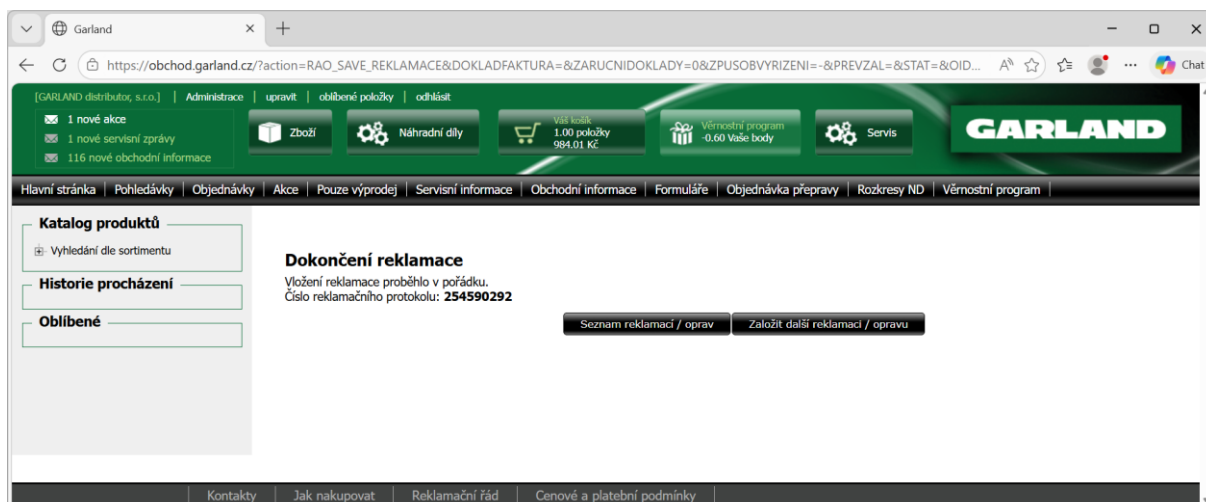 Garland
https://obchod.garland.cz/?action=RAO_SAVE_REKLAMACE&DOKLADFAKTURA=&ZARUCNIDOKLADY=0&ZPUSOBVYRIZENI=-&PREVZAL=&STAT=&OID...
Chat
[GARLAND distributor, s.r.o.] | Administrace | upravit | oblíbené položky | odhlásit
1 nové akce
1 nové servisní zprávy
116 nové obchodní informace
Zboží
Náhradní díly
Váš košík
1.00 položky
984.01 Kč
Věrnostní program
-0.60 Vaše body
Servis
GARLAND
Hlavní stránka | Pohledávky | Objednávky | Akce | Pouze výprodej | Servisní informace | Obchodní informace | Formuláře | Objednávka přepravy | Rozkresy ND | Věrnostní program |
Katalog produktů
Vyhledání dle sortimentu
Historie procházení
Oblíbené
Dokončení reklamace
Vložení reklamace proběhlo v pořádku.
Číslo reklamačního protokolu: 254590292
Seznam reklamací / oprav
Založit další reklamaci / opravu
| Kontakty | Jak nakupovat | Reklamační řád | Cenové a platební podmínky |